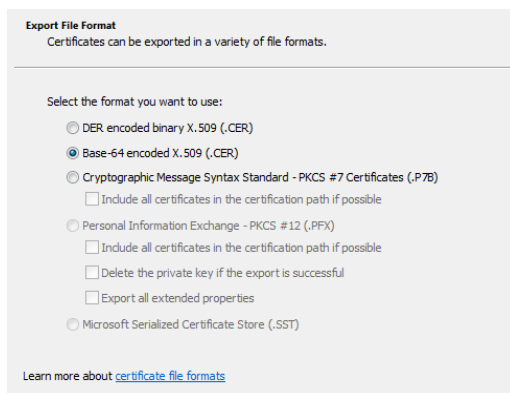 Export File Format
Certificates can be exported in a variety of file formats.
Select the format you want to use:
DER encoded binary X.509 (.CER)
Base-64 encoded X.509 (.CER)
Cryptographic Message Syntax Standard - PKCS #7 Certificates (.P7B)
Include all certificates in the certification path if possible
Personal Information Exchange - PKCS #12 (.PFX)
Include all certificates in the certification path if possible
Delete the private key if the export is successful
Export all extended properties
Microsoft Serialized Certificate Store (.SST)
Learn more about certificate file formats